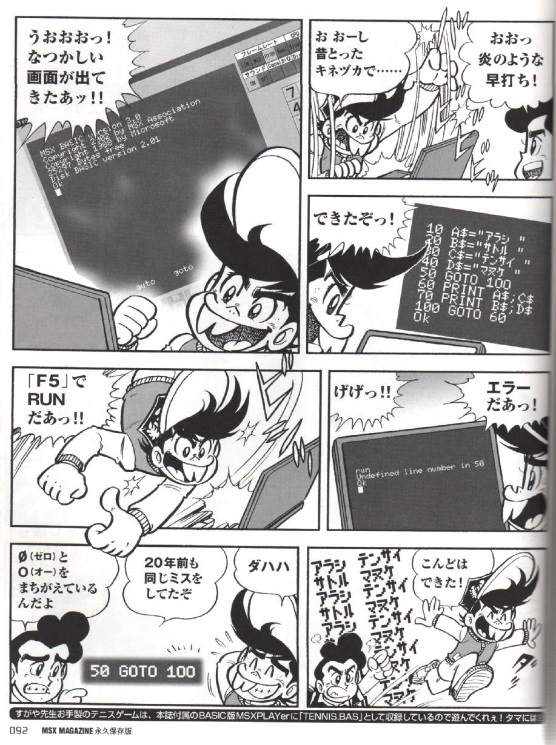 うおおおっ!
なつかしい
画面が出て
きたあッ!!
フレームレート
MSX BASIC version 3.0
Copyright 2002 by MSX Association
Copyright 1988 by Microsoft
Bytes free
Disk BASIC version 2.01
Ok
auto goto
お おーし
昔とった
キネヅカで……
おおっ
炎のような
早打ち!
できたぞっ!
10 A$="アラシ "
20 B$="サトル "
30 C$="テンサイ "
40 D$="マヌケ "
50 GOTO 1OO
60 PRINT A$;C$
70 PRINT B$;D$
100 GOTO 60
Ok
「F5」で
RUN
だあっ!!
げげっ!!
エラー
だあっ!
run
Undefined line number in 50
Ok
0(ゼロ)と
O(オー)を
まちがえている
んだよ
20年前も
同じミスを
してたぞ
ダハハ
50 GOTO 1OO
アラシ テンサイ
サトル マヌケ
アラシ テンサイ
サトル マヌケ
アラシ テンサイ
サトル マヌケ
アラシ テンサイ
マヌケ
テンサイ
マヌケ
こんどは
できた!
すがや先生お手製のテニスゲームは、本誌付属のBASIC版MSXPLAYerに「TENNIS.BAS」として収録しているので遊んでくれぇ! タマには
092 MSX MAGAZINE 永久保存版